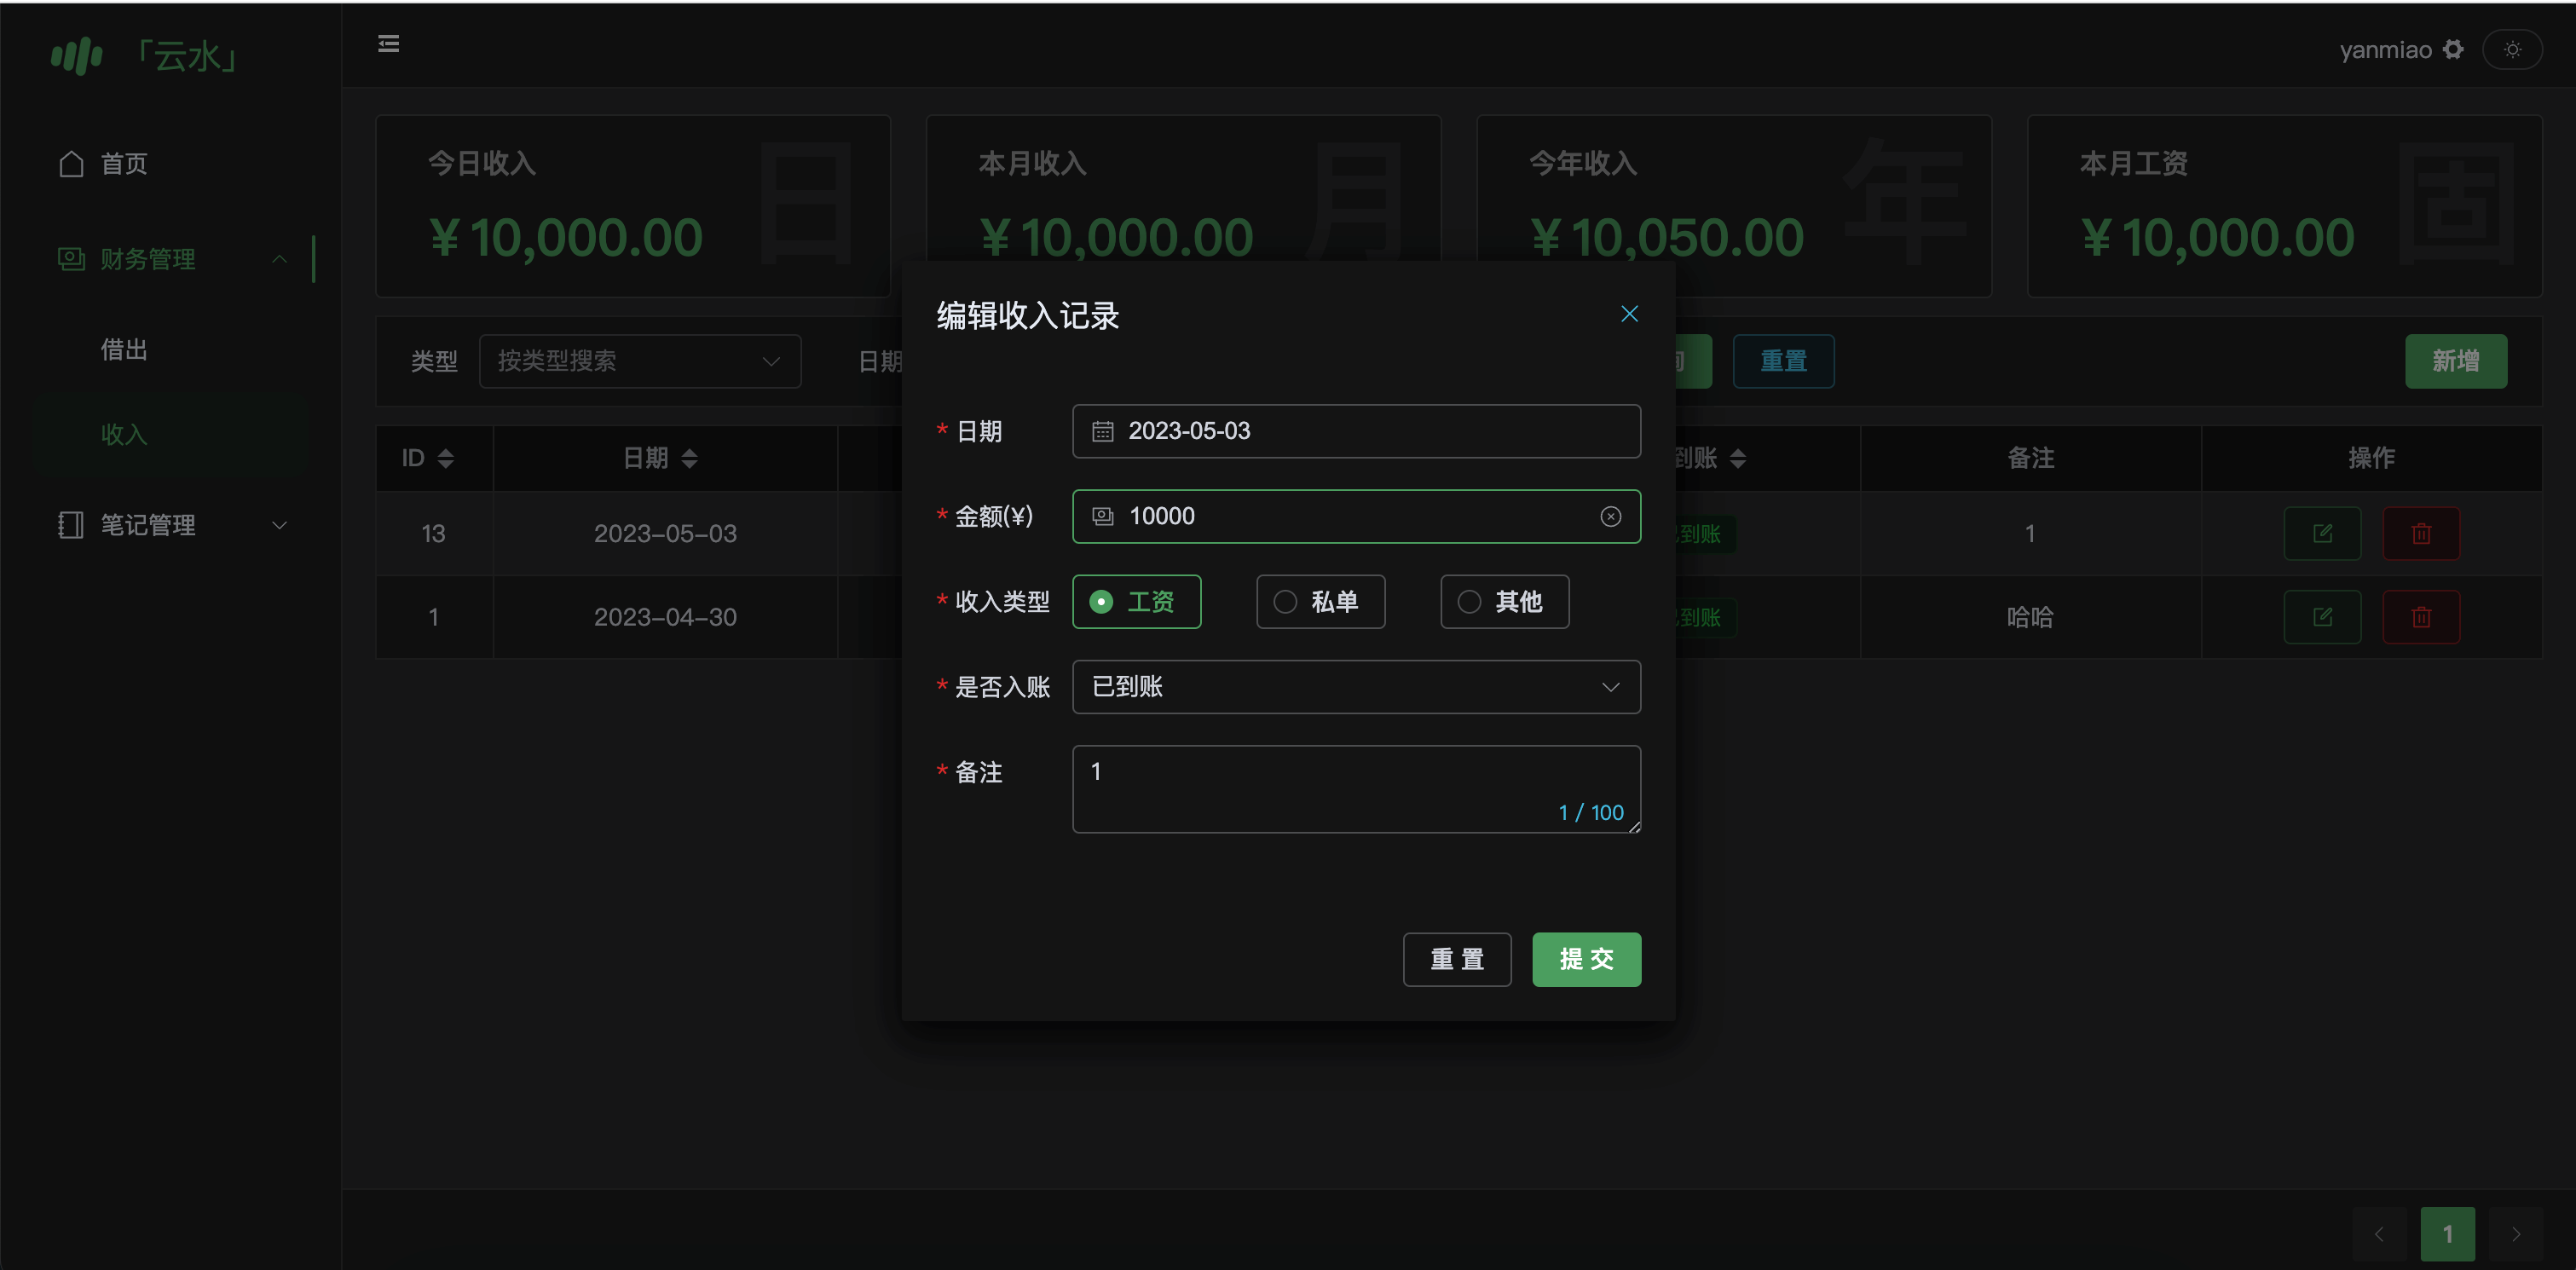 「云水」
yanmiao
首页
财务管理
借出
收入
笔记管理
今日收入
日
¥10,000.00
本月收入
月
¥10,000.00
今年收入
年
¥10,050.00
本月工资
固
¥10,000.00
类型 按类型搜索 日期 重置 新增
ID 日期 到账 备注 操作
13 2023-05-03 到账 1
1 2023-04-30 到账 哈哈
编辑收入记录
* 日期 2023-05-03
* 金额(¥) 10000
* 收入类型 工资 私单 其他
* 是否入账 已到账
* 备注 1
1 / 100
重 置 提 交
1